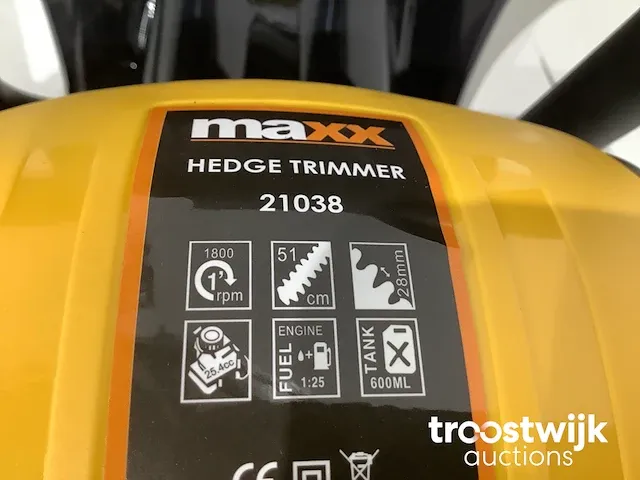 maxx
HEDGE TRIMMER
21038
1800
1'
rpm
51
cm
28mm
25.4cc
ENGINE
FUEL
+
1:25
TANK
600ML
CE
troostwijk
auctions